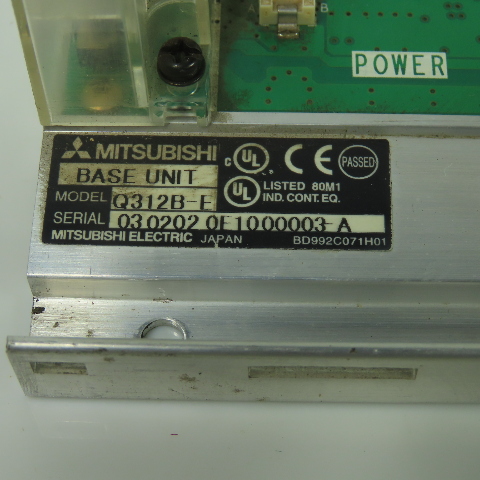 B
POWER
MITSUBISHI
BASE UNIT
MODEL Q312B-E
SERIAL 030202 0F1000003-A
MITSUBISHI ELECTRIC JAPAN
C UL
CE
PASSED
UL LISTED 80M1
IND. CONT. EQ.
BD992C071H01